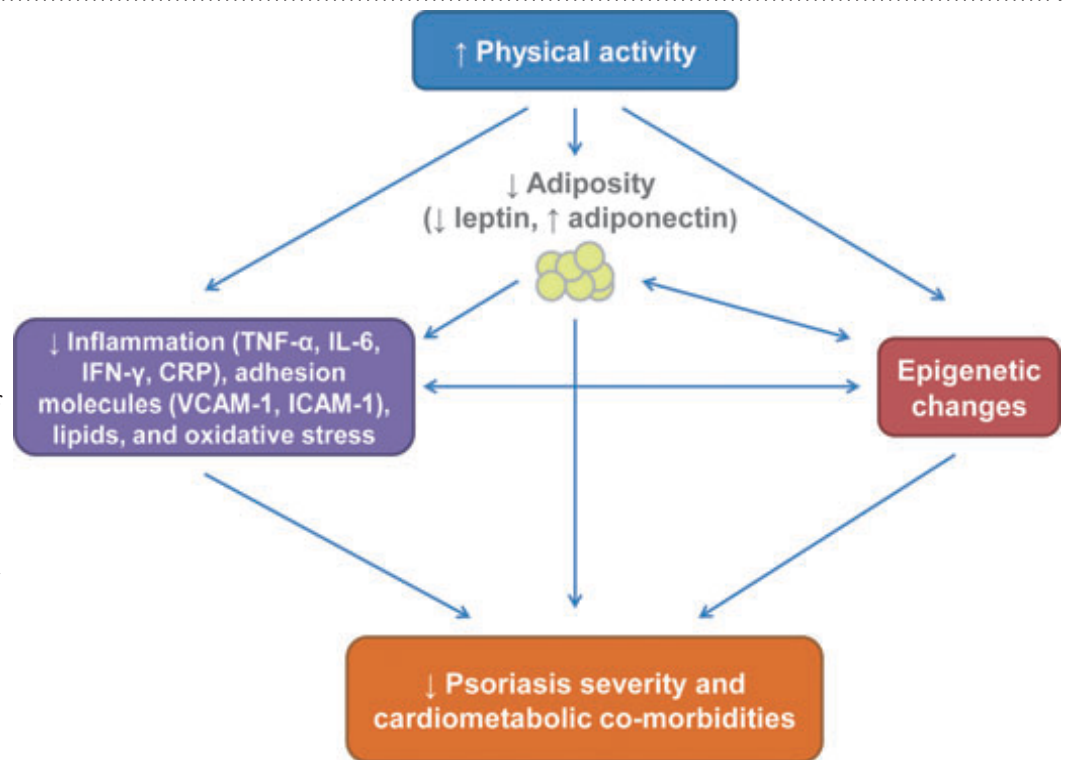 ↑ Physical activity
↓ Adiposity
(↓ leptin, ↑ adiponectin)
↓ Inflammation (TNF-α, IL-6,
IFN-γ, CRP), adhesion
molecules (VCAM-1, ICAM-1),
lipids, and oxidative stress
Epigenetic
changes
↓ Psoriasis severity and
cardiometabolic co-morbidities